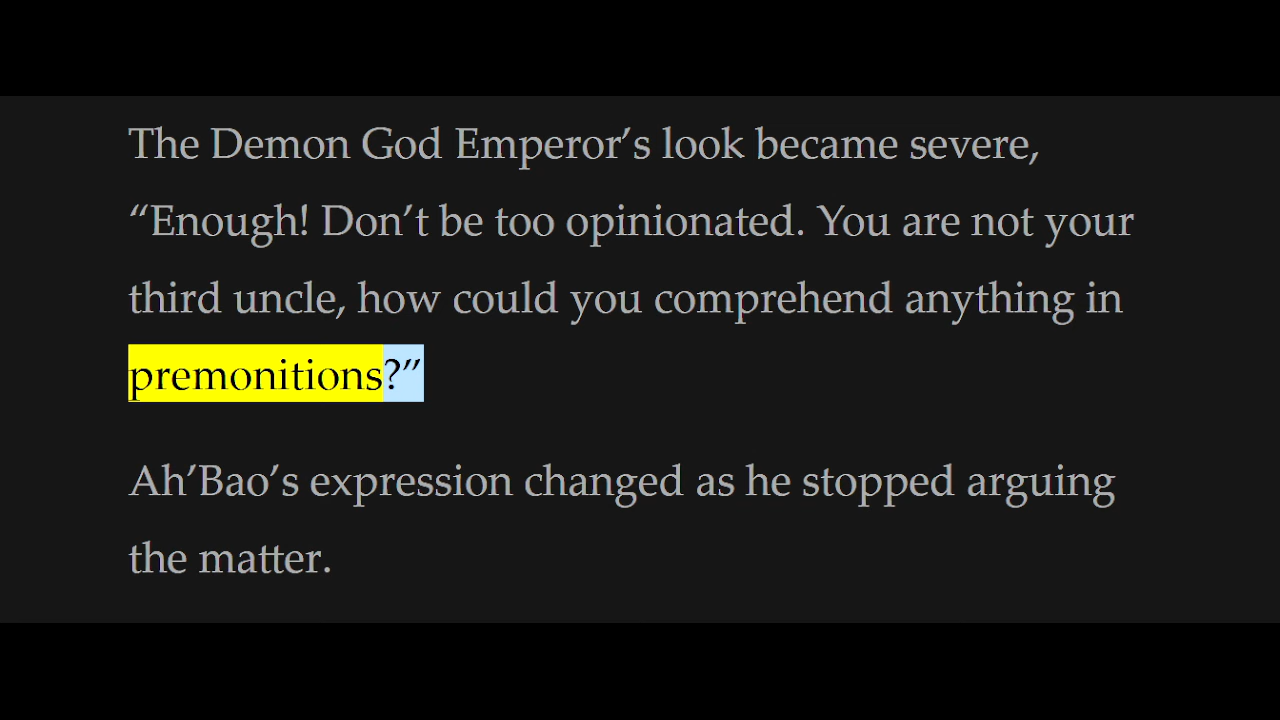 The Demon God Emperor’s look became severe,
“Enough! Don’t be too opinionated. You are not your
third uncle, how could you comprehend anything in
premonitions?”
Ah’Bao’s expression changed as he stopped arguing
the matter.